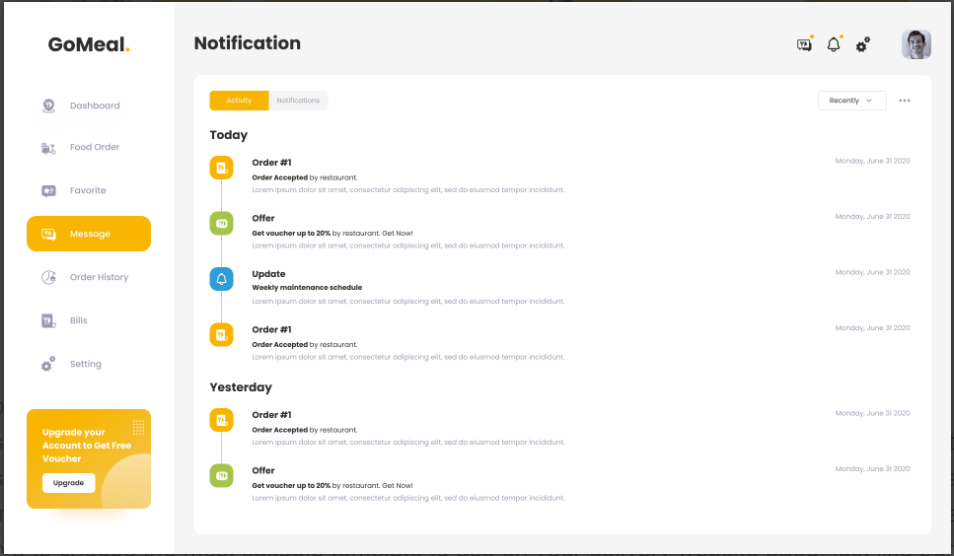 GoMeal.
Dashboard
Food Order
Favorite
Message
Order History
Bills
Setting
Upgrade your
Account to Get Free
Voucher
Upgrade
Notification
Activity
Notifications
Recently
Today
Order #1
Monday, June 31 2020
Order Accepted by restaurant.
Lorem ipsum dolor sit amet, consectetur adipiscing elit, sed do eiusmod tempor incididunt.
Offer
Monday, June 31 2020
Get voucher up to 20% by restaurant. Get Now!
Lorem ipsum dolor sit amet, consectetur adipiscing elit, sed do eiusmod tempor incididunt.
Update
Monday, June 31 2020
Weekly maintenance schedule
Lorem ipsum dolor sit amet, consectetur adipiscing elit, sed do eiusmod tempor incididunt.
Order #1
Monday, June 31 2020
Order Accepted by restaurant.
Lorem ipsum dolor sit amet, consectetur adipiscing elit, sed do eiusmod tempor incididunt.
Yesterday
Order #1
Monday, June 31 2020
Order Accepted by restaurant.
Lorem ipsum dolor sit amet, consectetur adipiscing elit, sed do eiusmod tempor incididunt.
Offer
Monday, June 31 2020
Get voucher up to 20% by restaurant. Get Now!
Lorem ipsum dolor sit amet, consectetur adipiscing elit, sed do eiusmod tempor incididunt.